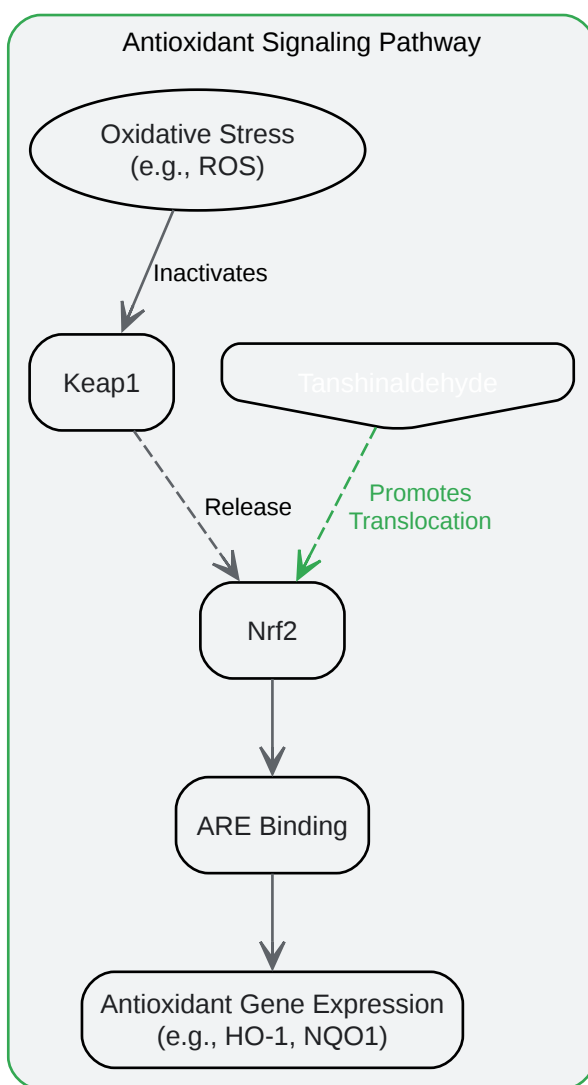 Antioxidant Signaling Pathway
Oxidative Stress
(e.g., ROS)
Inactivates
Keap1
Tanshinaldehyde
Release
Promotes
Translocation
Nrf2
ARE Binding
Antioxidant Gene Expression
(e.g., HO-1, NQO1)